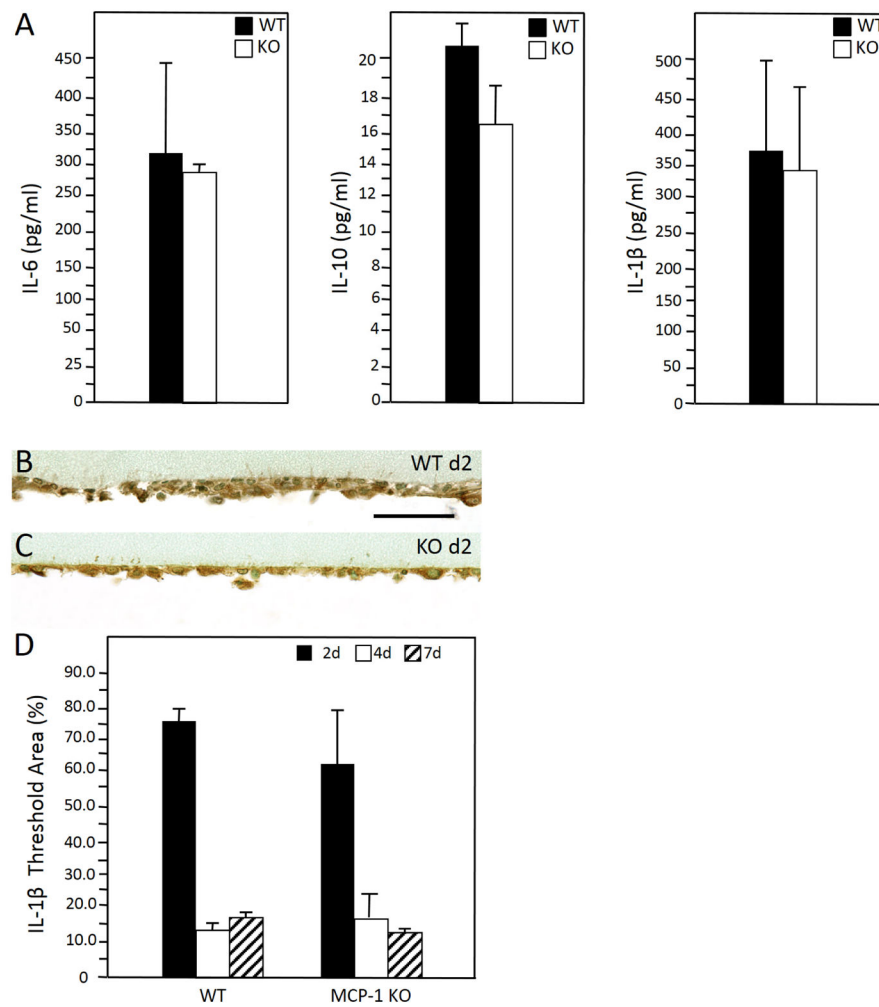 A
WT
KO
450
400
350
300
250
200
150
100
50
25
0
IL-6 (pg/ml)
WT
KO
20
18
16
14
12
10
8
6
4
2
0
IL-10 (pg/ml)
WT
KO
500
450
400
350
300
250
200
150
100
50
0
IL-1β (pg/ml)
B
WT d2
C
KO d2
D
2d 4d 7d
90.0
80.0
70.0
60.0
50.0
40.0
30.0
20.0
10.0
0
IL-1β Threshold Area (%)
WT
MCP-1 KO